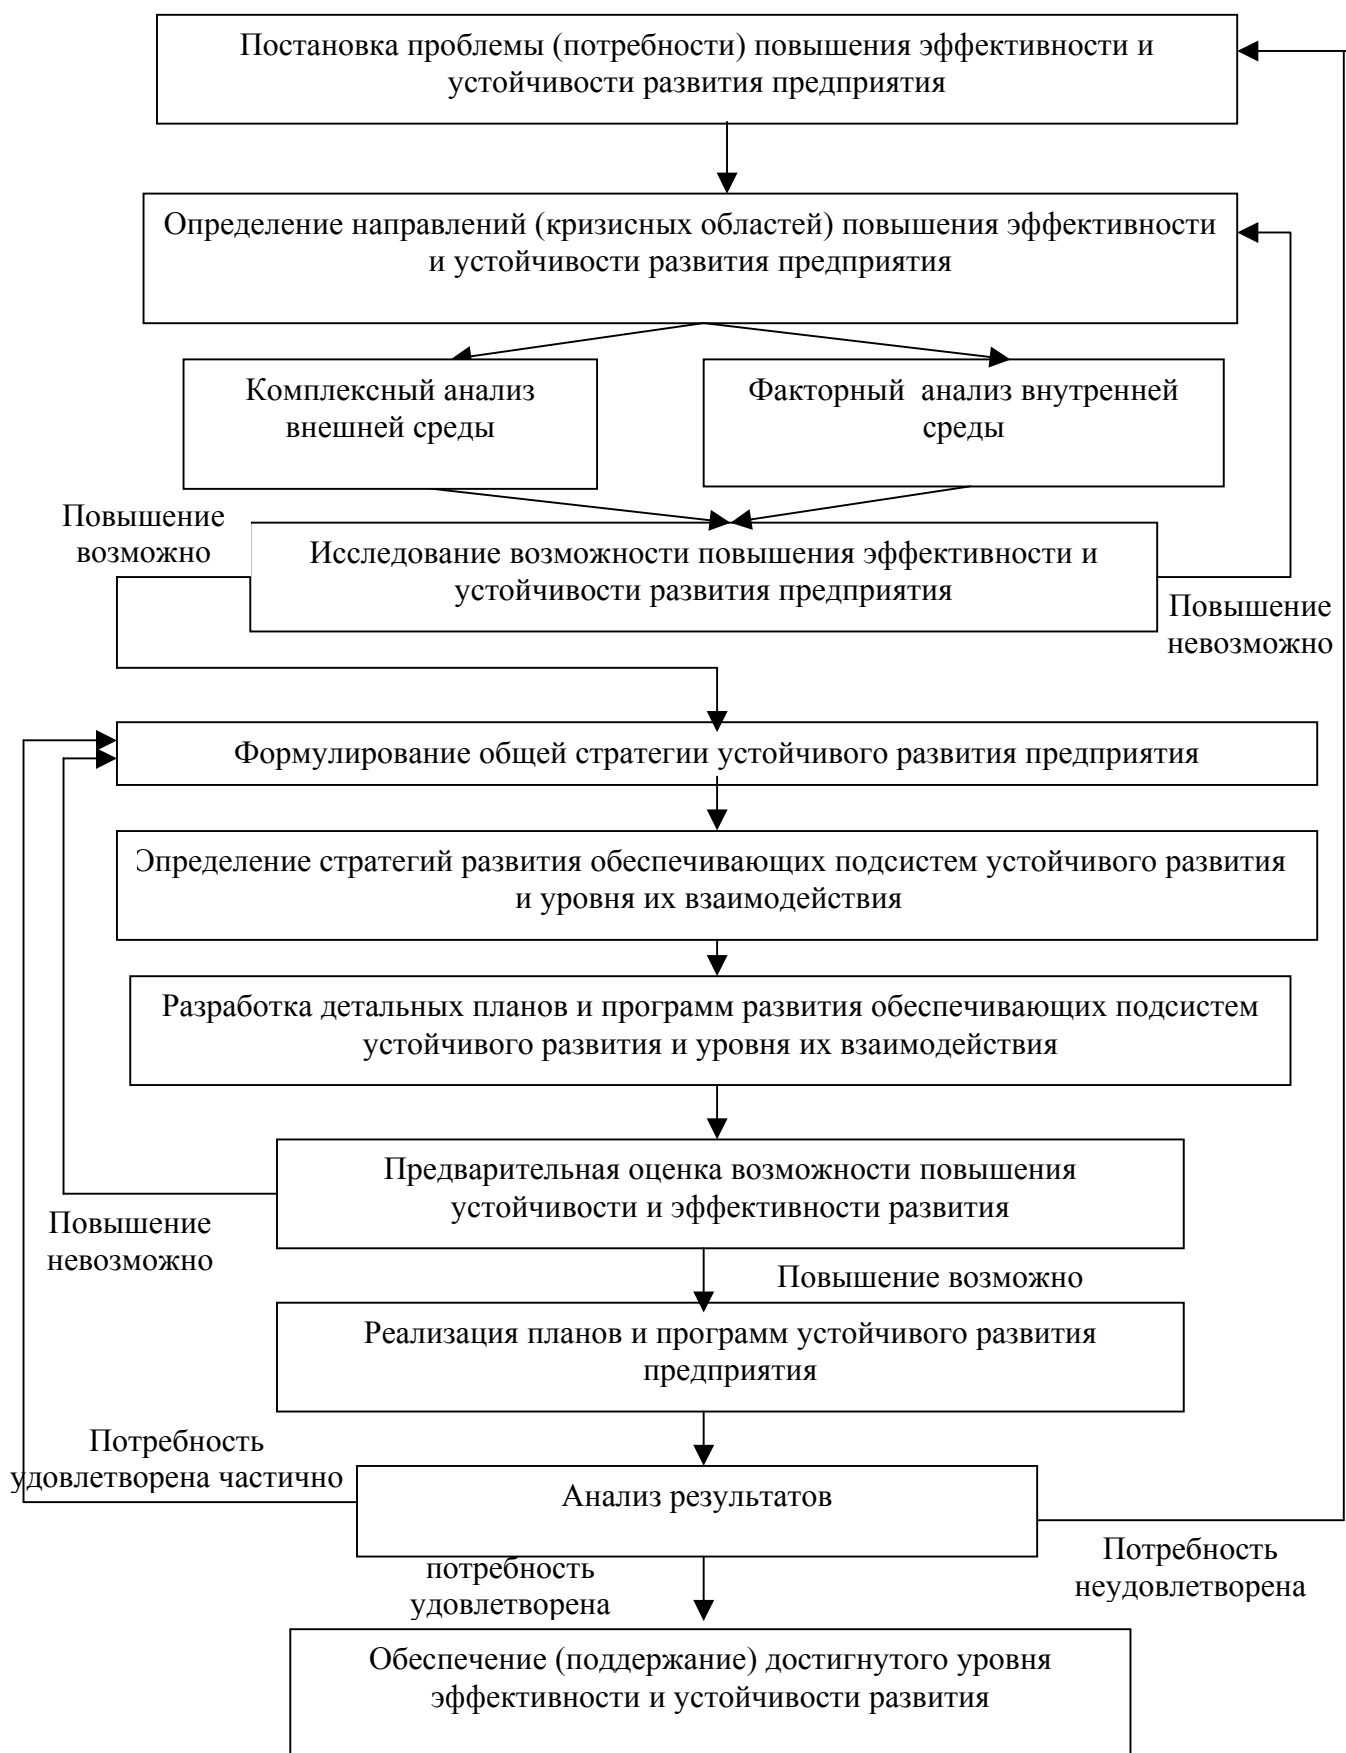 Постановка проблемы (потребности) повышения эффективности и
устойчивости развития предприятия
Определение направлений (кризисных областей) повышения эффективности
и устойчивости развития предприятия
Комплексный анализ
внешней среды
Факторный анализ внутренней
среды
Повышение
возможно
Исследование возможности повышения эффективности и
устойчивости развития предприятия
Повышение
невозможно
Формулирование общей стратегии устойчивого развития предприятия
Определение стратегий развития обеспечивающих подсистем устойчивого развития
и уровня их взаимодействия
Разработка детальных планов и программ развития обеспечивающих подсистем
устойчивого развития и уровня их взаимодействия
Предварительная оценка возможности повышения
устойчивости и эффективности развития
Повышение
невозможно
Повышение возможно
Реализация планов и программ устойчивого развития
предприятия
Потребность
удовлетворена частично
Анализ результатов
потребность
удовлетворена
Потребность
неудовлетворена
Обеспечение (поддержание) достигнутого уровня
эффективности и устойчивости развития